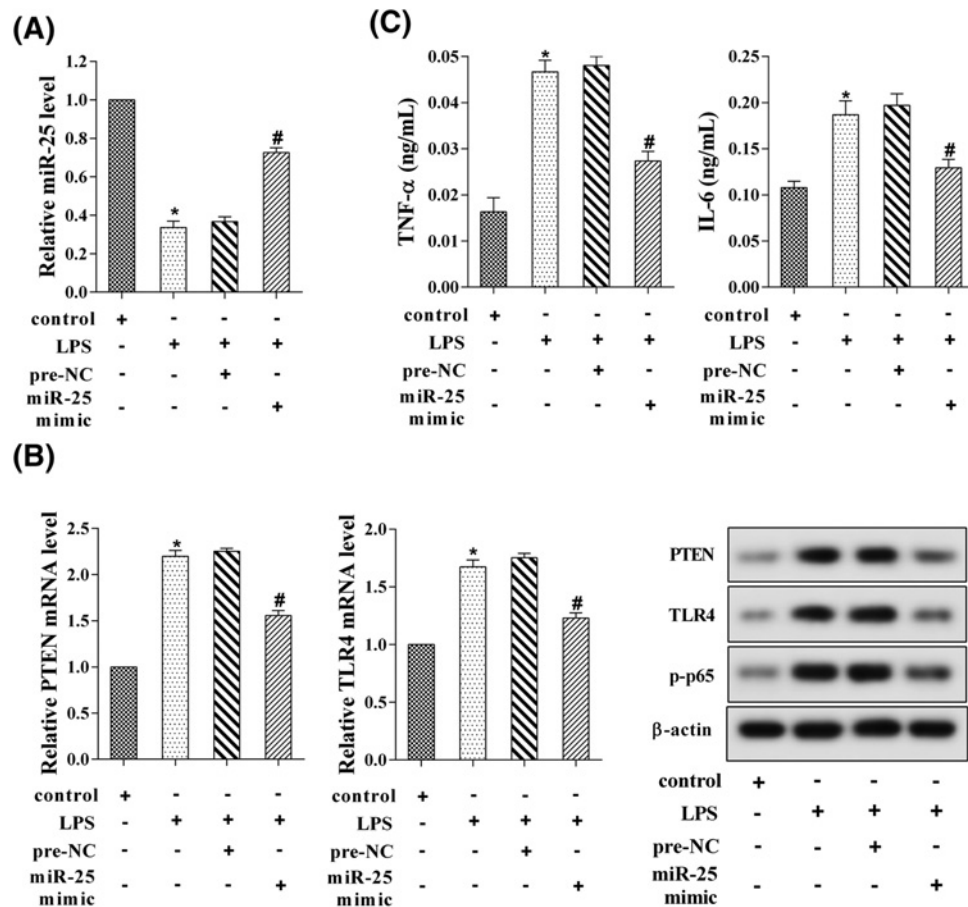 (A)
Relative miR-25 level
1.2
1.0
0.8
0.6
0.4
0.2
0.0
*
#
control + - - -
LPS - + + +
pre-NC - - + -
miR-25 mimic - - - +
(C)
TNF-α (ng/mL)
0.05
0.04
0.03
0.02
0.01
0.00
*
#
control + - - -
LPS - + + +
pre-NC - - + -
miR-25 mimic - - - +
IL-6 (ng/mL)
0.25
0.20
0.15
0.10
0.05
0.00
*
#
control + - - -
LPS - + + +
pre-NC - - + -
miR-25 mimic - - - +
(B)
Relative PTEN mRNA level
2.5
2.0
1.5
1.0
0.5
0.0
*
#
control + - - -
LPS - + + +
pre-NC - - + -
miR-25 mimic - - - +
Relative TLR4 mRNA level
2.0
1.5
1.0
0.5
0.0
*
#
control + - - -
LPS - + + +
pre-NC - - + -
miR-25 mimic - - - +
PTEN
TLR4
p-p65
β-actin
control + - - -
LPS - + + +
pre-NC - - + -
miR-25 mimic - - - +